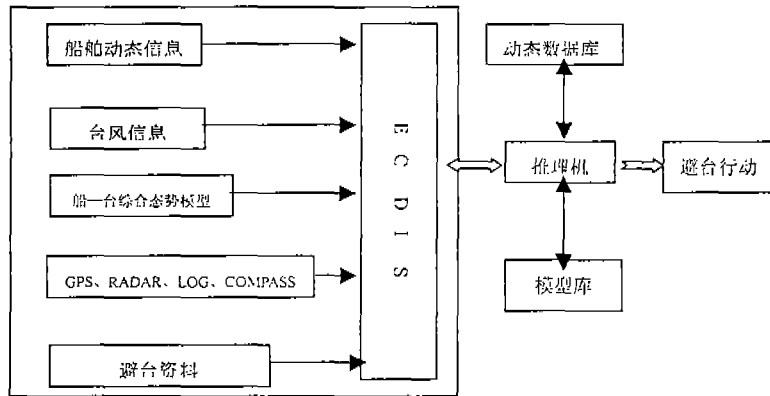 船舶动态信息
台风信息
船—台综合态势模型
GPS、RADAR、LOG、COMPASS
避台资料
ECDIS
动态数据库
推理机
模型库
避台行动